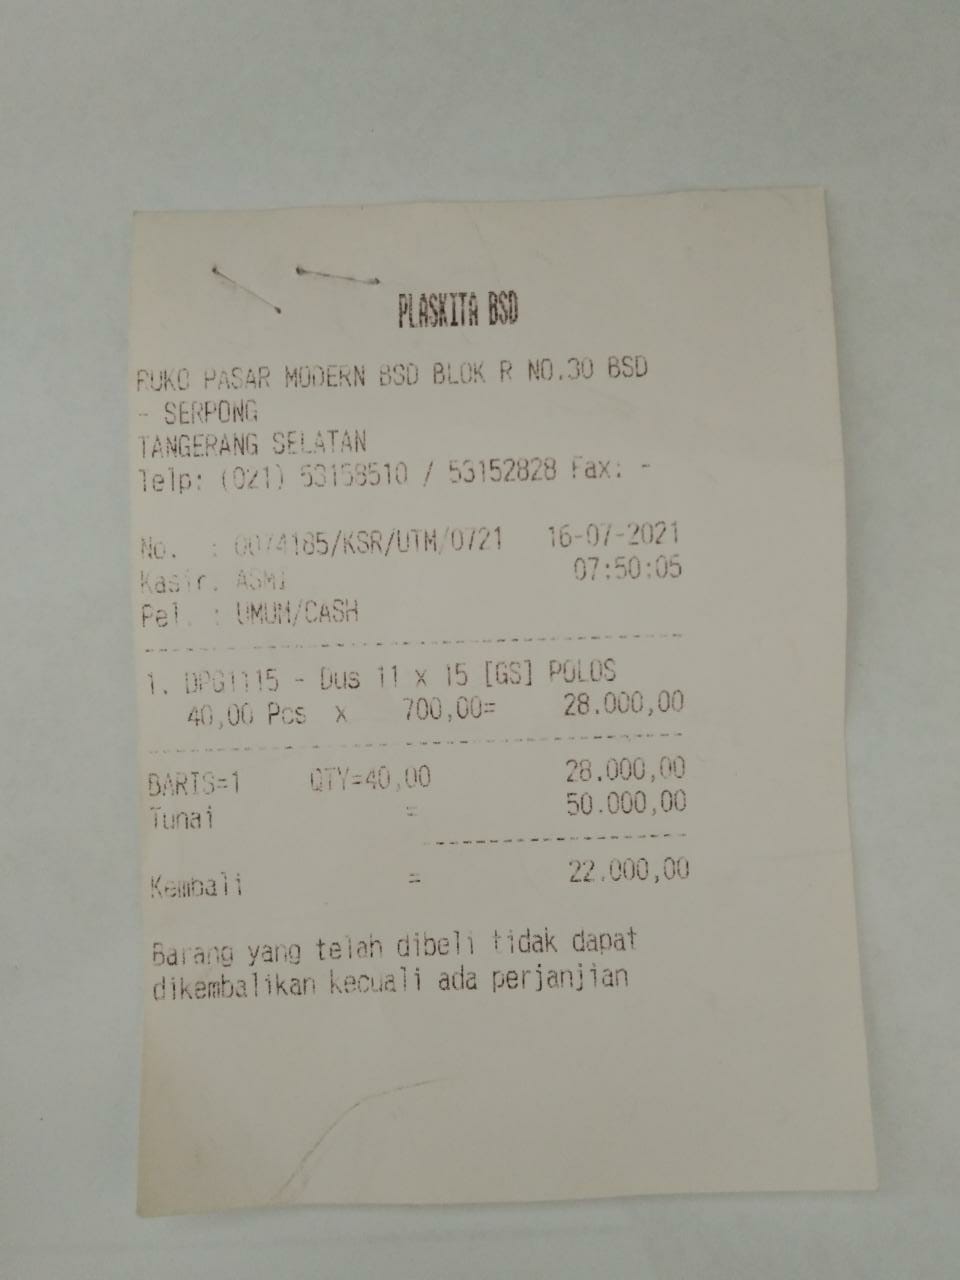 PLASKITA BSD
RUKO PASAR MODERN BSD BLOK R NO.30 BSD
- SERPONG
TANGERANG SELATAN
Telp: (021) 53158510 / 53152828 Fax: -
No. : 0074185/KSR/UTM/0721 16-07-2021
Kasir. ASMI 07:50:05
Pel. : UMUM/CASH
1. DPG1115 - Dus 11 x 15 [GS] POLOS
40,00 Pcs x 700,00= 28.000,00
BARIS=1 QTY=40,00 28.000,00
Tunai = 50.000,00
Kembali = 22.000,00
Barang yang telah dibeli tidak dapat
dikembalikan kecuali ada perjanjian